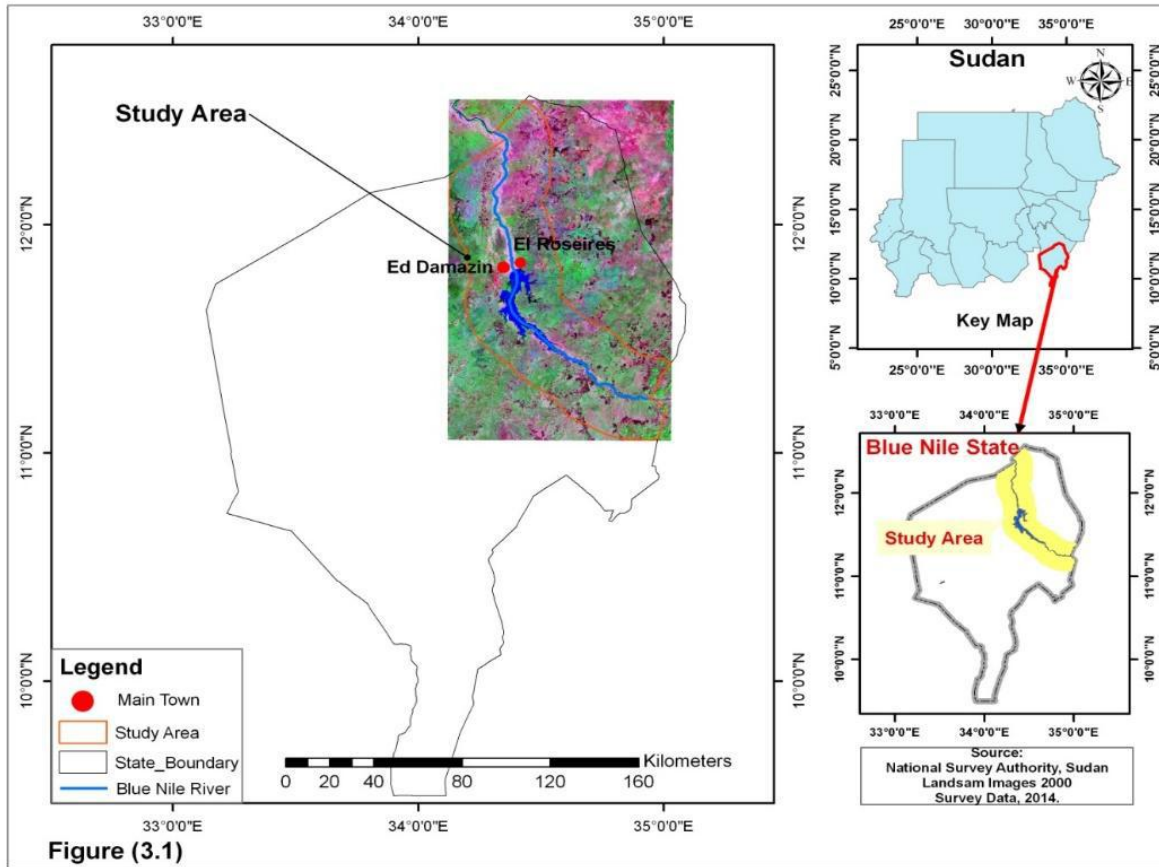 33°0'0"E 34°0'0"E 35°0'0"E
Study Area
12°0'0"N
12°0'0"N
El Roseires
Ed Damazin
11°0'0"N
11°0'0"N
10°0'0"N
10°0'0"N
Legend
Main Town
Study Area
State_Boundary
Blue Nile River
Kilometers
0 20 40 80 120 160
33°0'0"E 34°0'0"E 35°0'0"E
Figure (3.1)
25°0'0"E 30°0'0"E 35°0'0"E
Sudan
N
W E
S
25°0'0"N
25°0'0"N
20°0'0"N
20°0'0"N
15°0'0"N
15°0'0"N
10°0'0"N
10°0'0"N
5°0'0"N
5°0'0"N
Key Map
25°0'0"E 30°0'0"E 35°0'0"E
33°0'0"E 34°0'0"E 35°0'0"E
Blue Nile State
12°0'0"N
12°0'0"N
Study Area
11°0'0"N
11°0'0"N
10°0'0"N
10°0'0"N
33°0'0"E 34°0'0"E 35°0'0"E
Source:
National Survey Authority, Sudan
Landsam Images 2000
Survey Data, 2014.